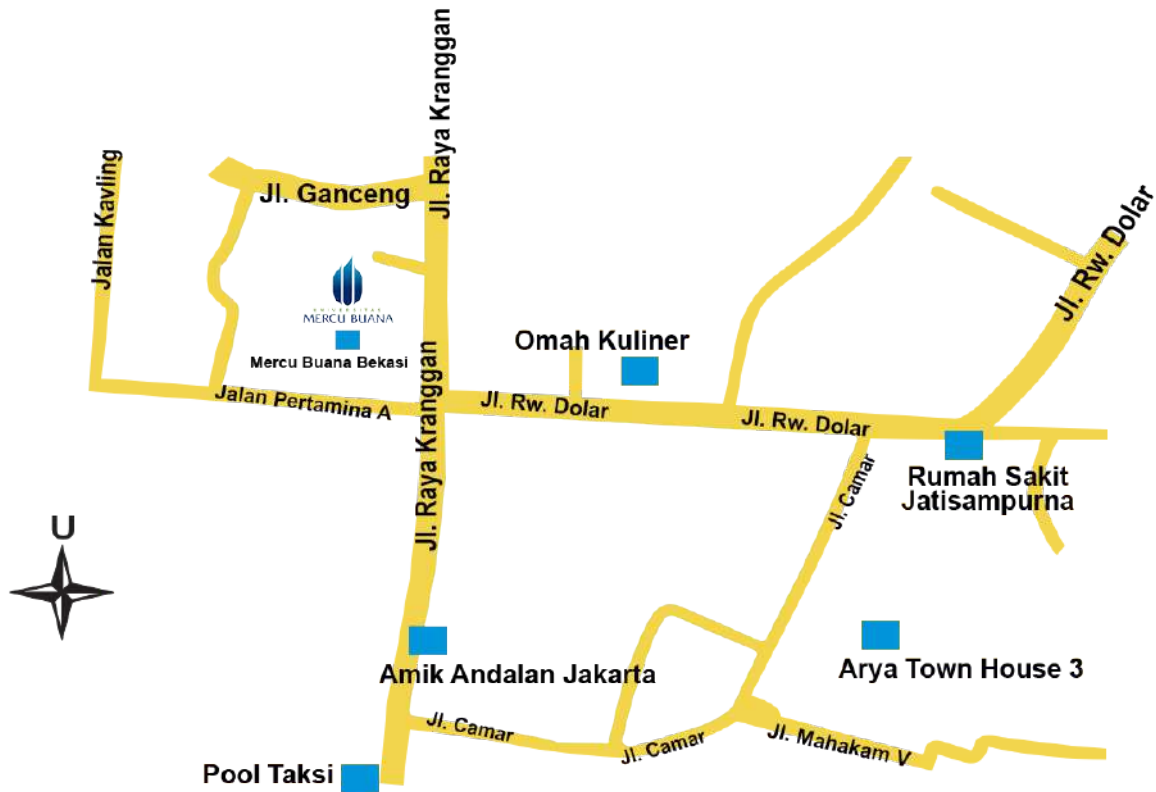 Jl. Raya Kranggan
Jalan Kavling
Jl. Ganceng
Jl. Rw. Dolar
UNIVERSITAS
MERCU BUANA
Mercu Buana Bekasi
Omah Kuliner
Jl. Raya Kranggan
Jalan Pertamina A
Jl. Rw. Dolar
Jl. Rw. Dolar
Rumah Sakit
Jatisampurna
Jl. Camar
U
Amik Andalan Jakarta
Arya Town House 3
Jl. Camar
Jl. Camar
Jl. Mahakam V
Pool Taksi